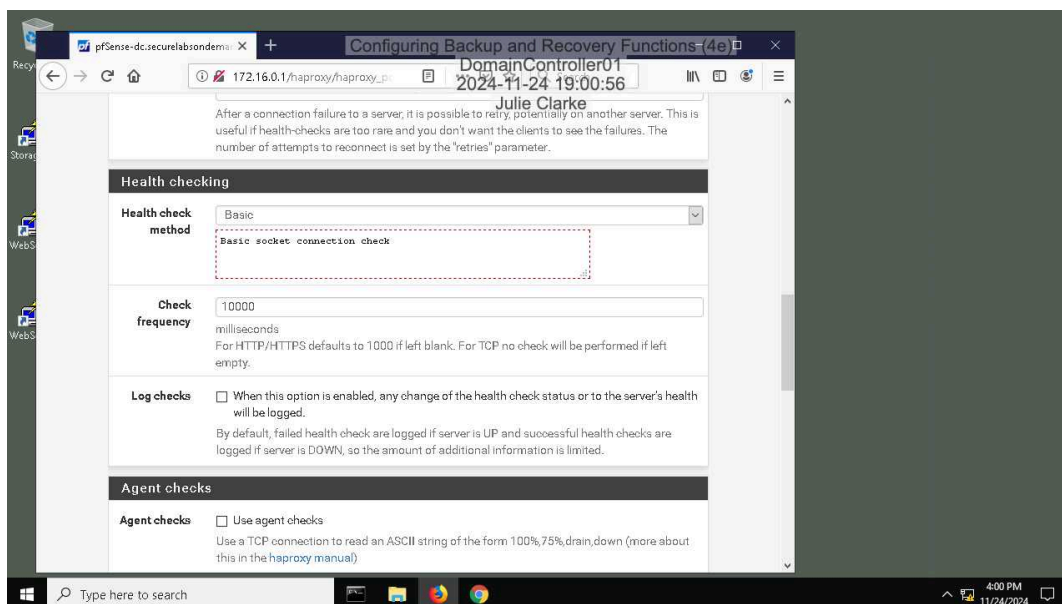 Recy
Storag
WebS
WebS
pfSense-dc.securelabsondema
Configuring Backup and Recovery Functions (4e)
DomainController01
2024-11-24 19:00:56
Julie Clarke
172.16.0.1/haproxy/haproxy_p
After a connection failure to a server, it is possible to retry, potentially on another server. This is
useful if health-checks are too rare and you don't want the clients to see the failures. The
number of attempts to reconnect is set by the "retries" parameter.
Health checking
Health check
method
Basic
Basic socket connection check
Check
frequency
10000
milliseconds
For HTTP/HTTPS defaults to 1000 if left blank. For TCP no check will be performed if left
empty.
Log checks
When this option is enabled, any change of the health check status or to the server's health
will be logged.
By default, failed health check are logged if server is UP and successful health checks are
logged if server is DOWN, so the amount of additional information is limited.
Agent checks
Agent checks
Use agent checks
Use a TCP connection to read an ASCII string of the form 100%,75%,drain,down (more about
this in the haproxy manual)
Type here to search
4:00 PM
11/24/2024